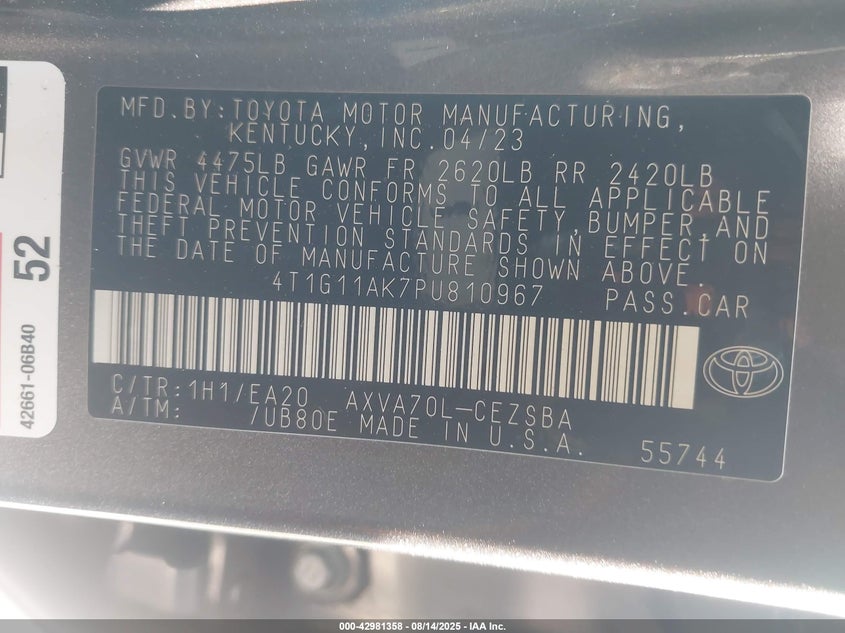 MFD.BY:TOYOTA MOTOR MANUFACTURING,
KENTUCKY,INC.04/23
GVWR 4475LB GAWR FR 2620LB RR 2420LB
THIS VEHICLE CONFORMS TO ALL APPLICABLE
FEDERAL MOTOR VEHICLE SAFETY,BUMPER,AND
THEFT PREVENTION STANDARDS IN EFFECT ON
THE DATE OF MANUFACTURE SHOWN ABOVE.
4T1G11AK7PU810967 PASS.CAR
C/TR:1H1/EA20 AXVA70L-CEZSBA
A/TM: /UB80E MADE IN U.S.A.
55744
42661-06B40
52
000-42981358 - 08/14/2025 - IAA Inc.